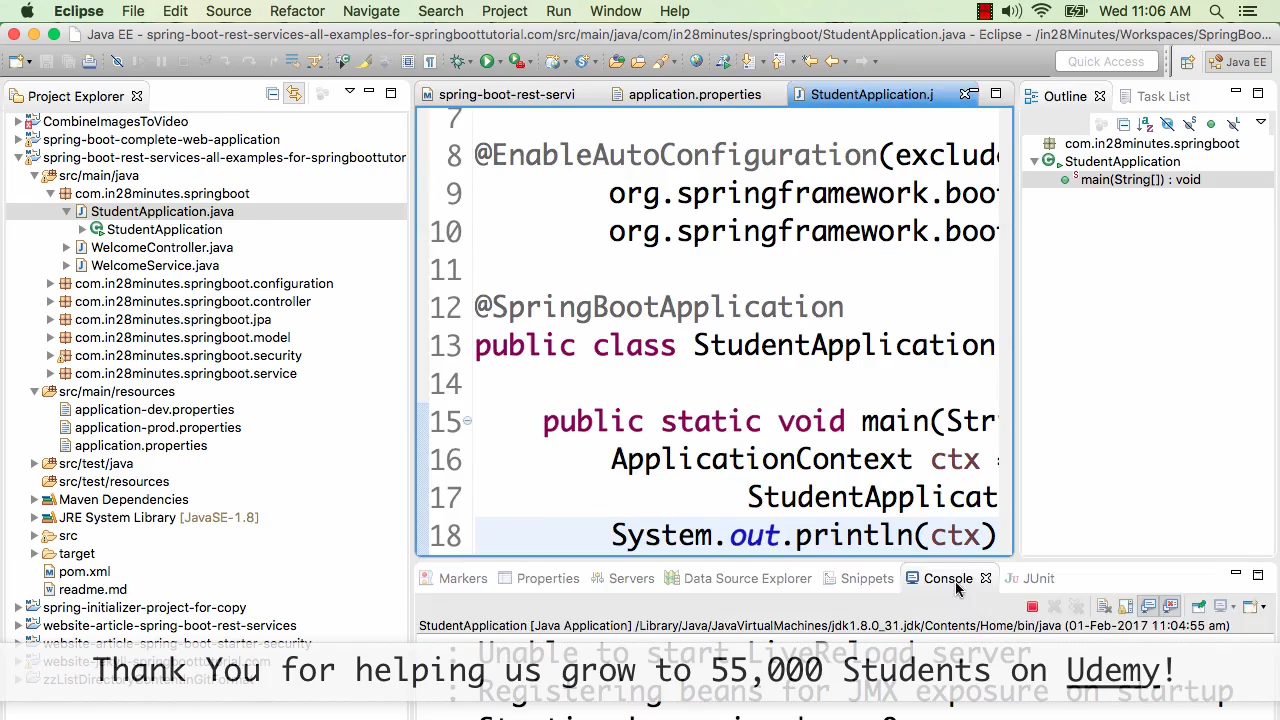 Eclipse File Edit Source Refactor Navigate Search Project Run Window Help Wed 11:06 AM
Java EE - spring-boot-rest-services-all-examples-for-springboottutorial.com/src/main/java/com/in28minutes/springboot/StudentApplication.java - Eclipse - /in28Minutes/Workspaces/SpringBoo...
Quick Access Java EE
Project Explorer
CombineImagesToVideo
spring-boot-complete-web-application
spring-boot-rest-services-all-examples-for-springboottutor
src/main/java
com.in28minutes.springboot
StudentApplication.java
StudentApplication
WelcomeController.java
WelcomeService.java
com.in28minutes.springboot.configuration
com.in28minutes.springboot.controller
com.in28minutes.springboot.jpa
com.in28minutes.springboot.model
com.in28minutes.springboot.security
com.in28minutes.springboot.service
src/main/resources
application-dev.properties
application-prod.properties
application.properties
src/test/java
src/test/resources
Maven Dependencies
JRE System Library [JavaSE-1.8]
src
target
pom.xml
readme.md
spring-initializer-project-for-copy
website-article-spring-boot-rest-services
website-article-spring-boot-starter-security
spring-boot-rest-servi application.properties StudentApplication.j
7
8 @EnableAutoConfiguration(exclude
9 org.springframework.boo
10 org.springframework.boo
11
12 @SpringBootApplication
13 public class StudentApplication
14
15 public static void main(Str
16 ApplicationContext ctx =
17 StudentApplicat
18 System.out.println(ctx)
Outline Task List
com.in28minutes.springboot
StudentApplication
main(String[]) : void
Markers Properties Servers Data Source Explorer Snippets Console JUnit
StudentApplication [Java Application] /Library/Java/JavaVirtualMachines/jdk1.8.0_31.jdk/Contents/Home/bin/java (01-Feb-2017 11:04:55 am)
: Unable to start LiveReload server
: Registering beans for JMX exposure on startup
Thank You for helping us grow to 55,000 Students on Udemy!